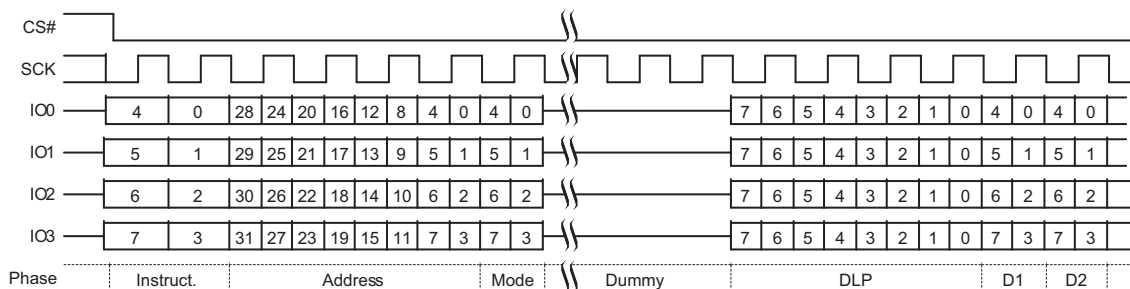 CS#
SCK
IO0 4 0 28 24 20 16 12 8 4 0 4 0 7 6 5 4 3 2 1 0 4 0 4 0
IO1 5 1 29 25 21 17 13 9 5 1 5 1 7 6 5 4 3 2 1 0 5 1 5 1
IO2 6 2 30 26 22 18 14 10 6 2 6 2 7 6 5 4 3 2 1 0 6 2 6 2
IO3 7 3 31 27 23 19 15 11 7 3 7 3 7 6 5 4 3 2 1 0 7 3 7 3
Phase Instruct. Address Mode Dummy DLP D1 D2